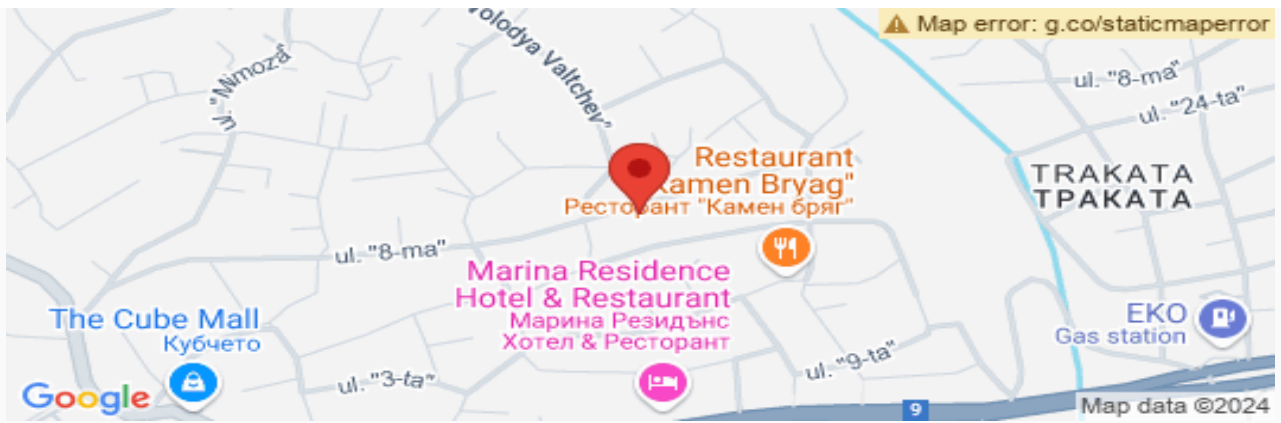 Volodya Valtchev"
Map error: g.co/staticmaperror
ul. "Mmoza"
ul. "8-ma"
ul. "24-ta"
Restaurant
Kamen Bryag"
Ресторант "Камен бряг"
TRAKATA
ТРАКАТА
ul. "8-ma"
Marina Residence
Hotel & Restaurant
Марина Резидънс
Хотел & Ресторант
The Cube Mall
Кубчето
EKO
Gas station
ul. "9-ta"
ul. "3-ta"
Google
9
Map data ©2024